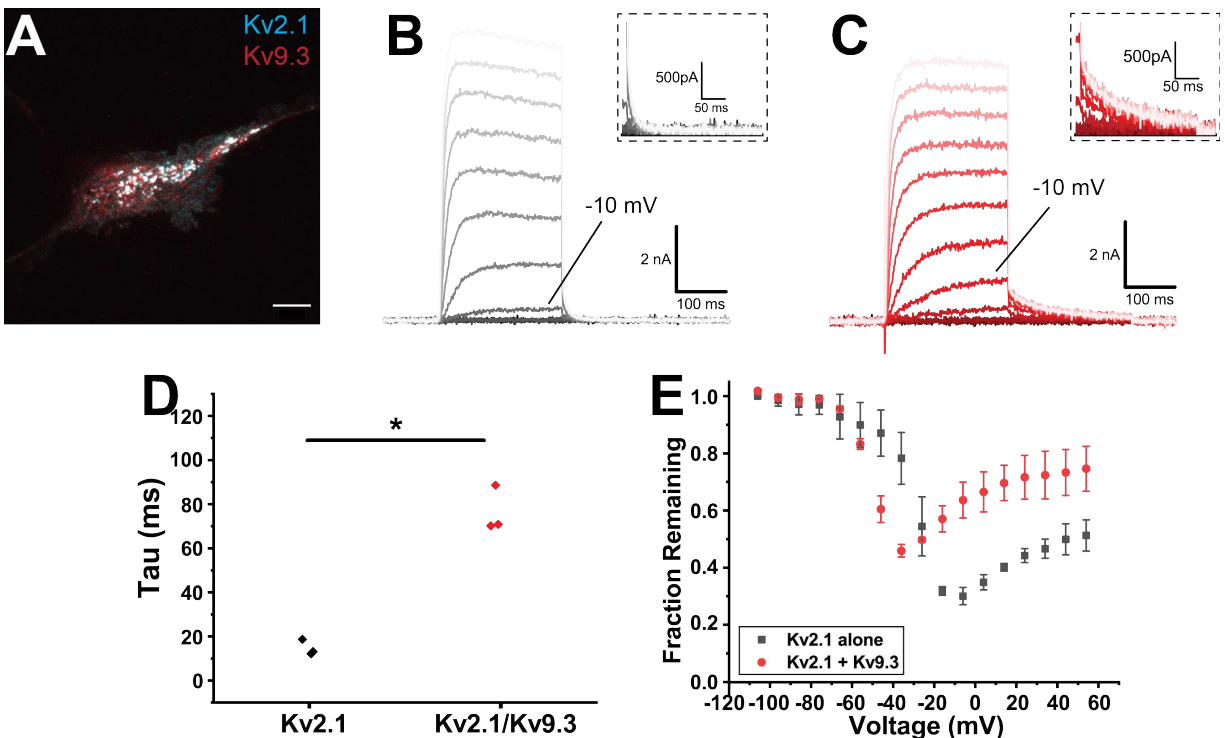 A
Kv2.1
Kv9.3
B
500pA
50 ms
-10 mV
2 nA
100 ms
C
500pA
50 ms
-10 mV
2 nA
100 ms
D
Tau (ms)
120
100
80
60
40
20
0
*
Kv2.1
Kv2.1/Kv9.3
E
Fraction Remaining
1.0
0.8
0.6
0.4
0.2
0.0
Kv2.1 alone
Kv2.1 + Kv9.3
-120 -100 -80 -60 -40 -20 0 20 40 60
Voltage (mV)